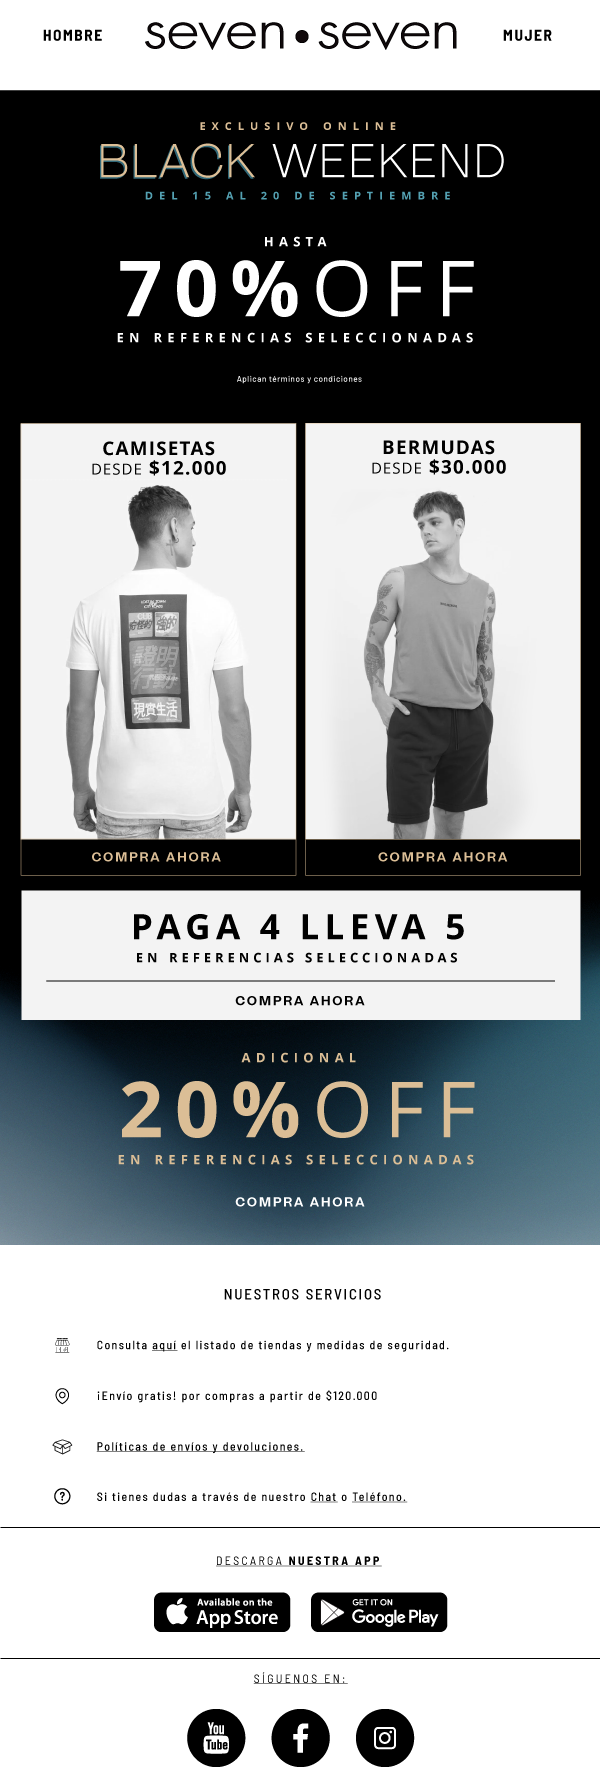 HOMBRE
seven•seven
MUJER
EXCLUSIVO ONLINE
BLACK WEEKEND
DEL 15 AL 20 DE SEPTIEMBRE
HASTA
70%OFF
EN REFERENCIAS SELECCIONADAS
Aplican términos y condiciones
CAMISETAS
DESDE $12.000
現實生活
COMPRA AHORA
BERMUDAS
DESDE $30.000
COMPRA AHORA
PAGA 4 LLEVA 5
EN REFERENCIAS SELECCIONADAS
COMPRA AHORA
ADICIONAL
20%OFF
EN REFERENCIAS SELECCIONADAS
COMPRA AHORA
NUESTROS SERVICIOS
Consulta aquí el listado de tiendas y medidas de seguridad.
¡Envío gratis! por compras a partir de $120.000
Políticas de envíos y devoluciones.
Si tienes dudas a través de nuestro Chat o Teléfono.
DESCARGA NUESTRA APP
Available on the
App Store
GET IT ON
Google Play
SÍGUENOS EN:
You
Tube